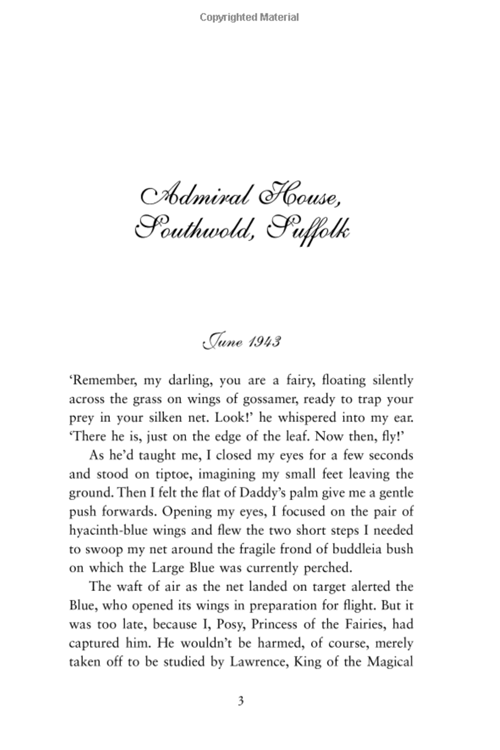 Copyrighted Material
Admiral House,
Southwold, Suffolk
June 1943
‘Remember, my darling, you are a fairy, floating silently
across the grass on wings of gossamer, ready to trap your
prey in your silken net. Look!’ he whispered into my ear.
‘There he is, just on the edge of the leaf. Now then, fly!’
As he’d taught me, I closed my eyes for a few seconds
and stood on tiptoe, imagining my small feet leaving the
ground. Then I felt the flat of Daddy’s palm give me a gentle
push forwards. Opening my eyes, I focused on the pair of
hyacinth-blue wings and flew the two short steps I needed
to swoop my net around the fragile frond of buddleia bush
on which the Large Blue was currently perched.
The waft of air as the net landed on target alerted the
Blue, who opened its wings in preparation for flight. But it
was too late, because I, Posy, Princess of the Fairies, had
captured him. He wouldn’t be harmed, of course, merely
taken off to be studied by Lawrence, King of the Magical
3